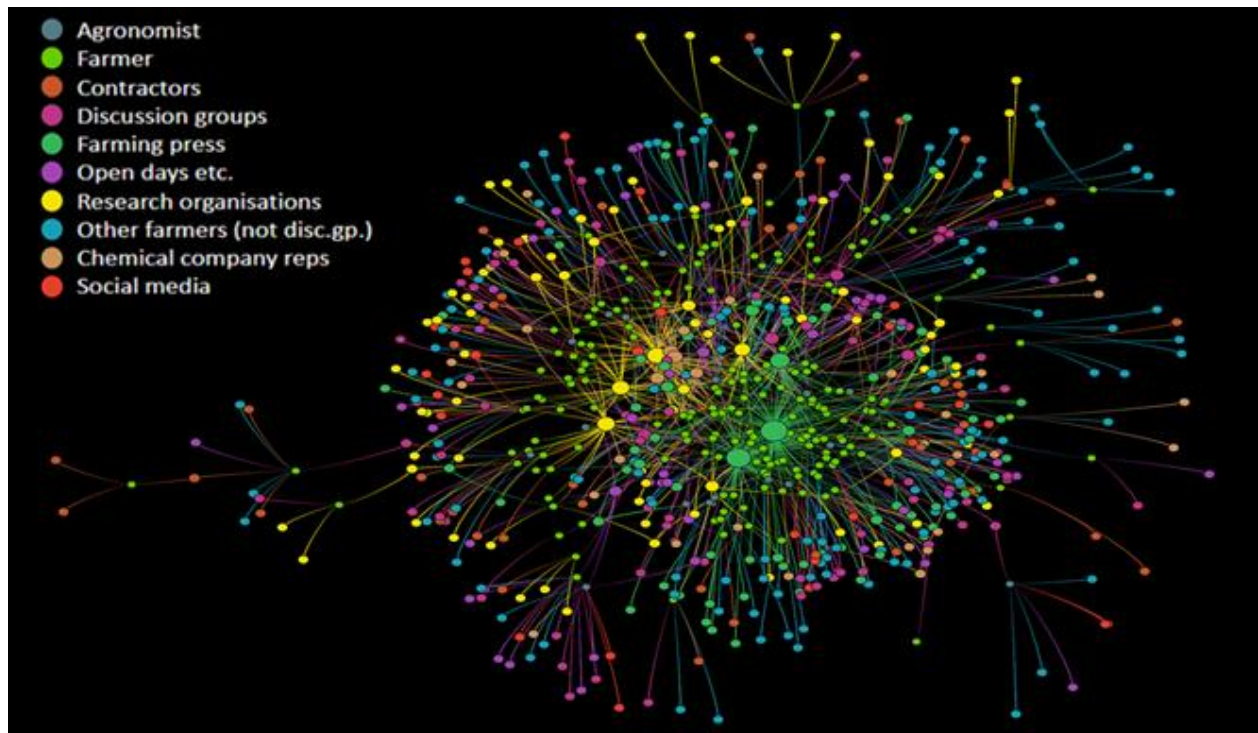 Agronomist
Farmer
Contractors
Discussion groups
Farming press
Open days etc.
Research organisations
Other farmers (not disc.gp.)
Chemical company reps
Social media